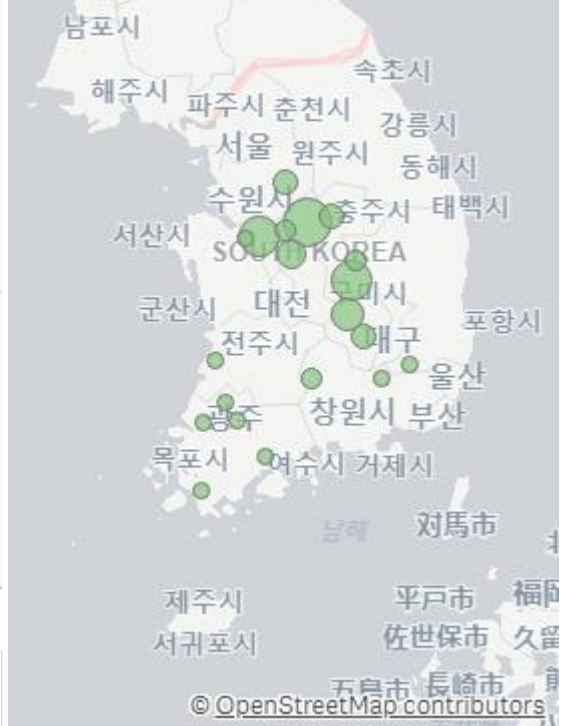 남포시
속초시
해주시
파주시 춘천시
강릉시
서울 원주시
동해시
수원시
충주시 태백시
서산시
SOUTH KOREA
구미시
대전
군산시
포항시
전주시
대구
울산
창원시 부산
광주
목포시
여수시 거제시
남해
対馬市
제주시
平戸市
福岡
서귀포시
佐世保市
久留
五島市
長崎市
© OpenStreetMap contributors